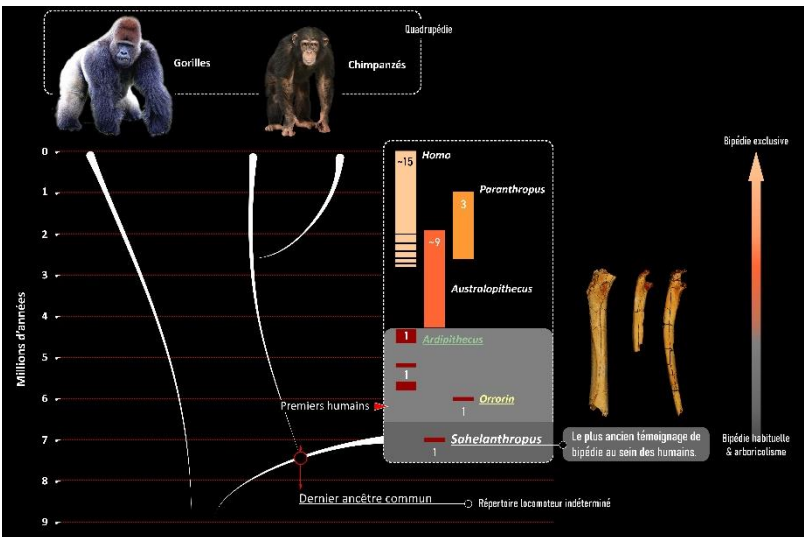 Quadrupédie
Gorilles
Chimpanzés
Bipédie exclusive
0
1
2
3
4
5
6
7
8
9
Millions d'années
~15
Homo
Paranthropus
3
~9
Australopithecus
1
Ardipithecus
1
Premiers humains
Orrorin
1
Sahelanthropus
1
Le plus ancien témoignage de
bipédie au sein des humains.
Bipédie habituelle
& arboricolisme
Dernier ancêtre commun
Répertoire locomoteur indéterminé